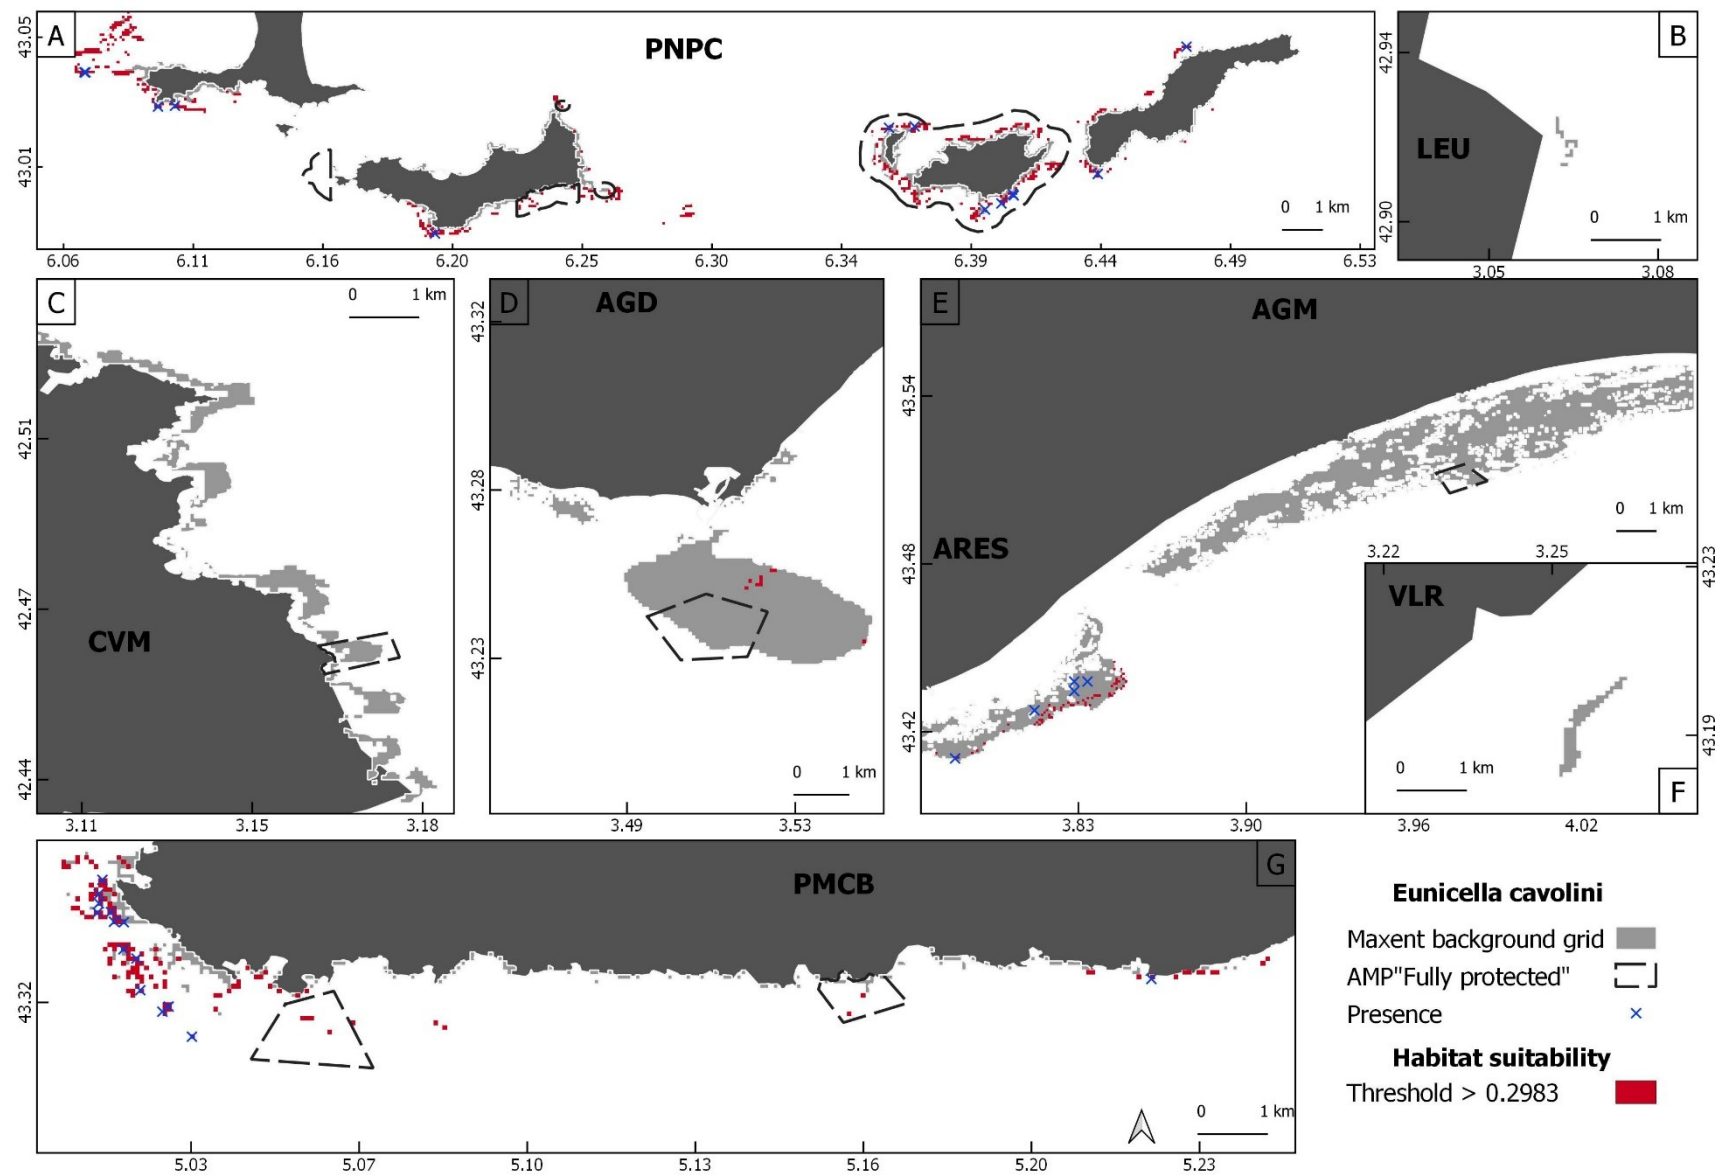 A
PNPC
43.05
43.01
0 1 km
6.06 6.11 6.16 6.20 6.25 6.30 6.34 6.39 6.44 6.49 6.53
B
LEU
42.94
42.90
0 1 km
3.05 3.08
C
0 1 km
CVM
42.51
42.47
42.44
3.11 3.15 3.18
D
AGD
43.32
43.28
43.23
0 1 km
3.49 3.53
E
AGM
ARES
43.54
43.48
43.42
0 1 km
3.83 3.90 3.96 4.02
3.22 3.25
VLR
43.23
43.19
0 1 km
F
G
PMCB
43.32
0 1 km
5.03 5.07 5.10 5.13 5.16 5.20 5.23
Eunicella cavolini
Maxent background grid
AMP"Fully protected"
Presence
Habitat suitability
Threshold > 0.2983